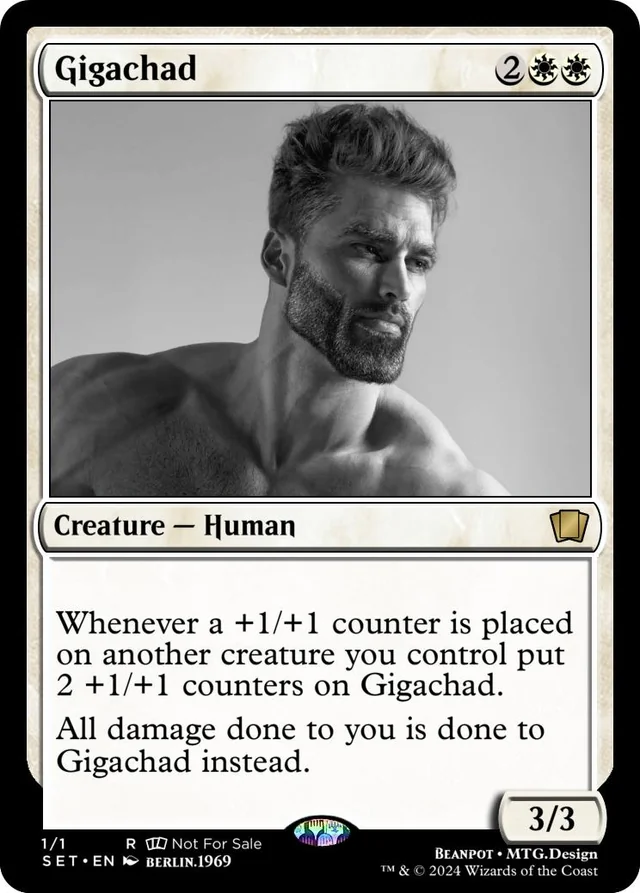 Gigachad 2
Creature — Human
Whenever a +1/+1 counter is placed
on another creature you control put
2 +1/+1 counters on Gigachad.
All damage done to you is done to
Gigachad instead.
3/3
1/1 R Not For Sale
SET • EN BERLIN.1969
BEANPOT • MTG.Design
™ & © 2024 Wizards of the Coast